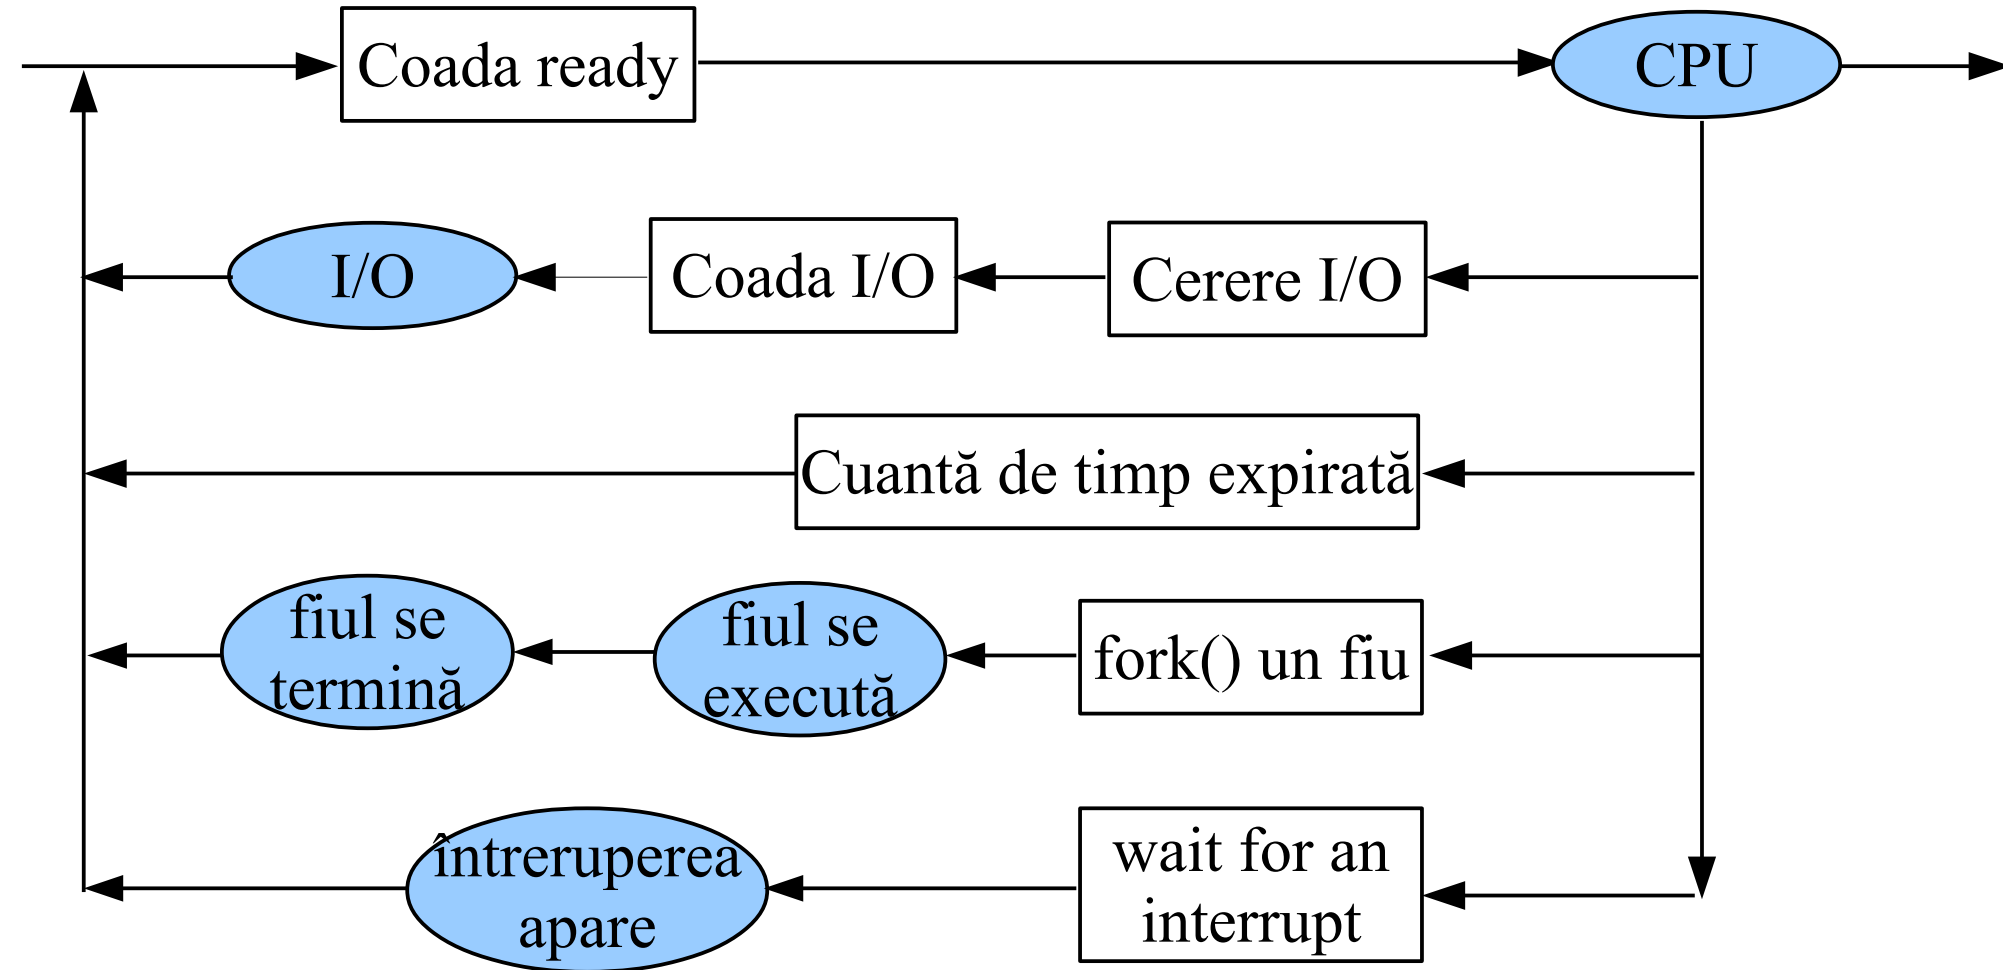 Coada ready
CPU
I/O
Coada I/O
Cerere I/O
Cuantă de timp expirată
fiul se
termină
fiul se
execută
fork() un fiu
întreruperea
apare
wait for an
interrupt